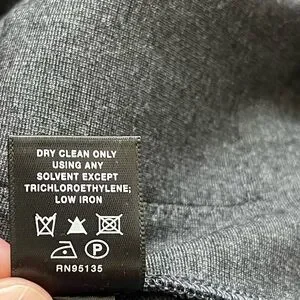 DRY CLEAN ONLY
USING ANY
SOLVENT EXCEPT
TRICHLOROETHYLENE;
LOW IRON
P
RN95135